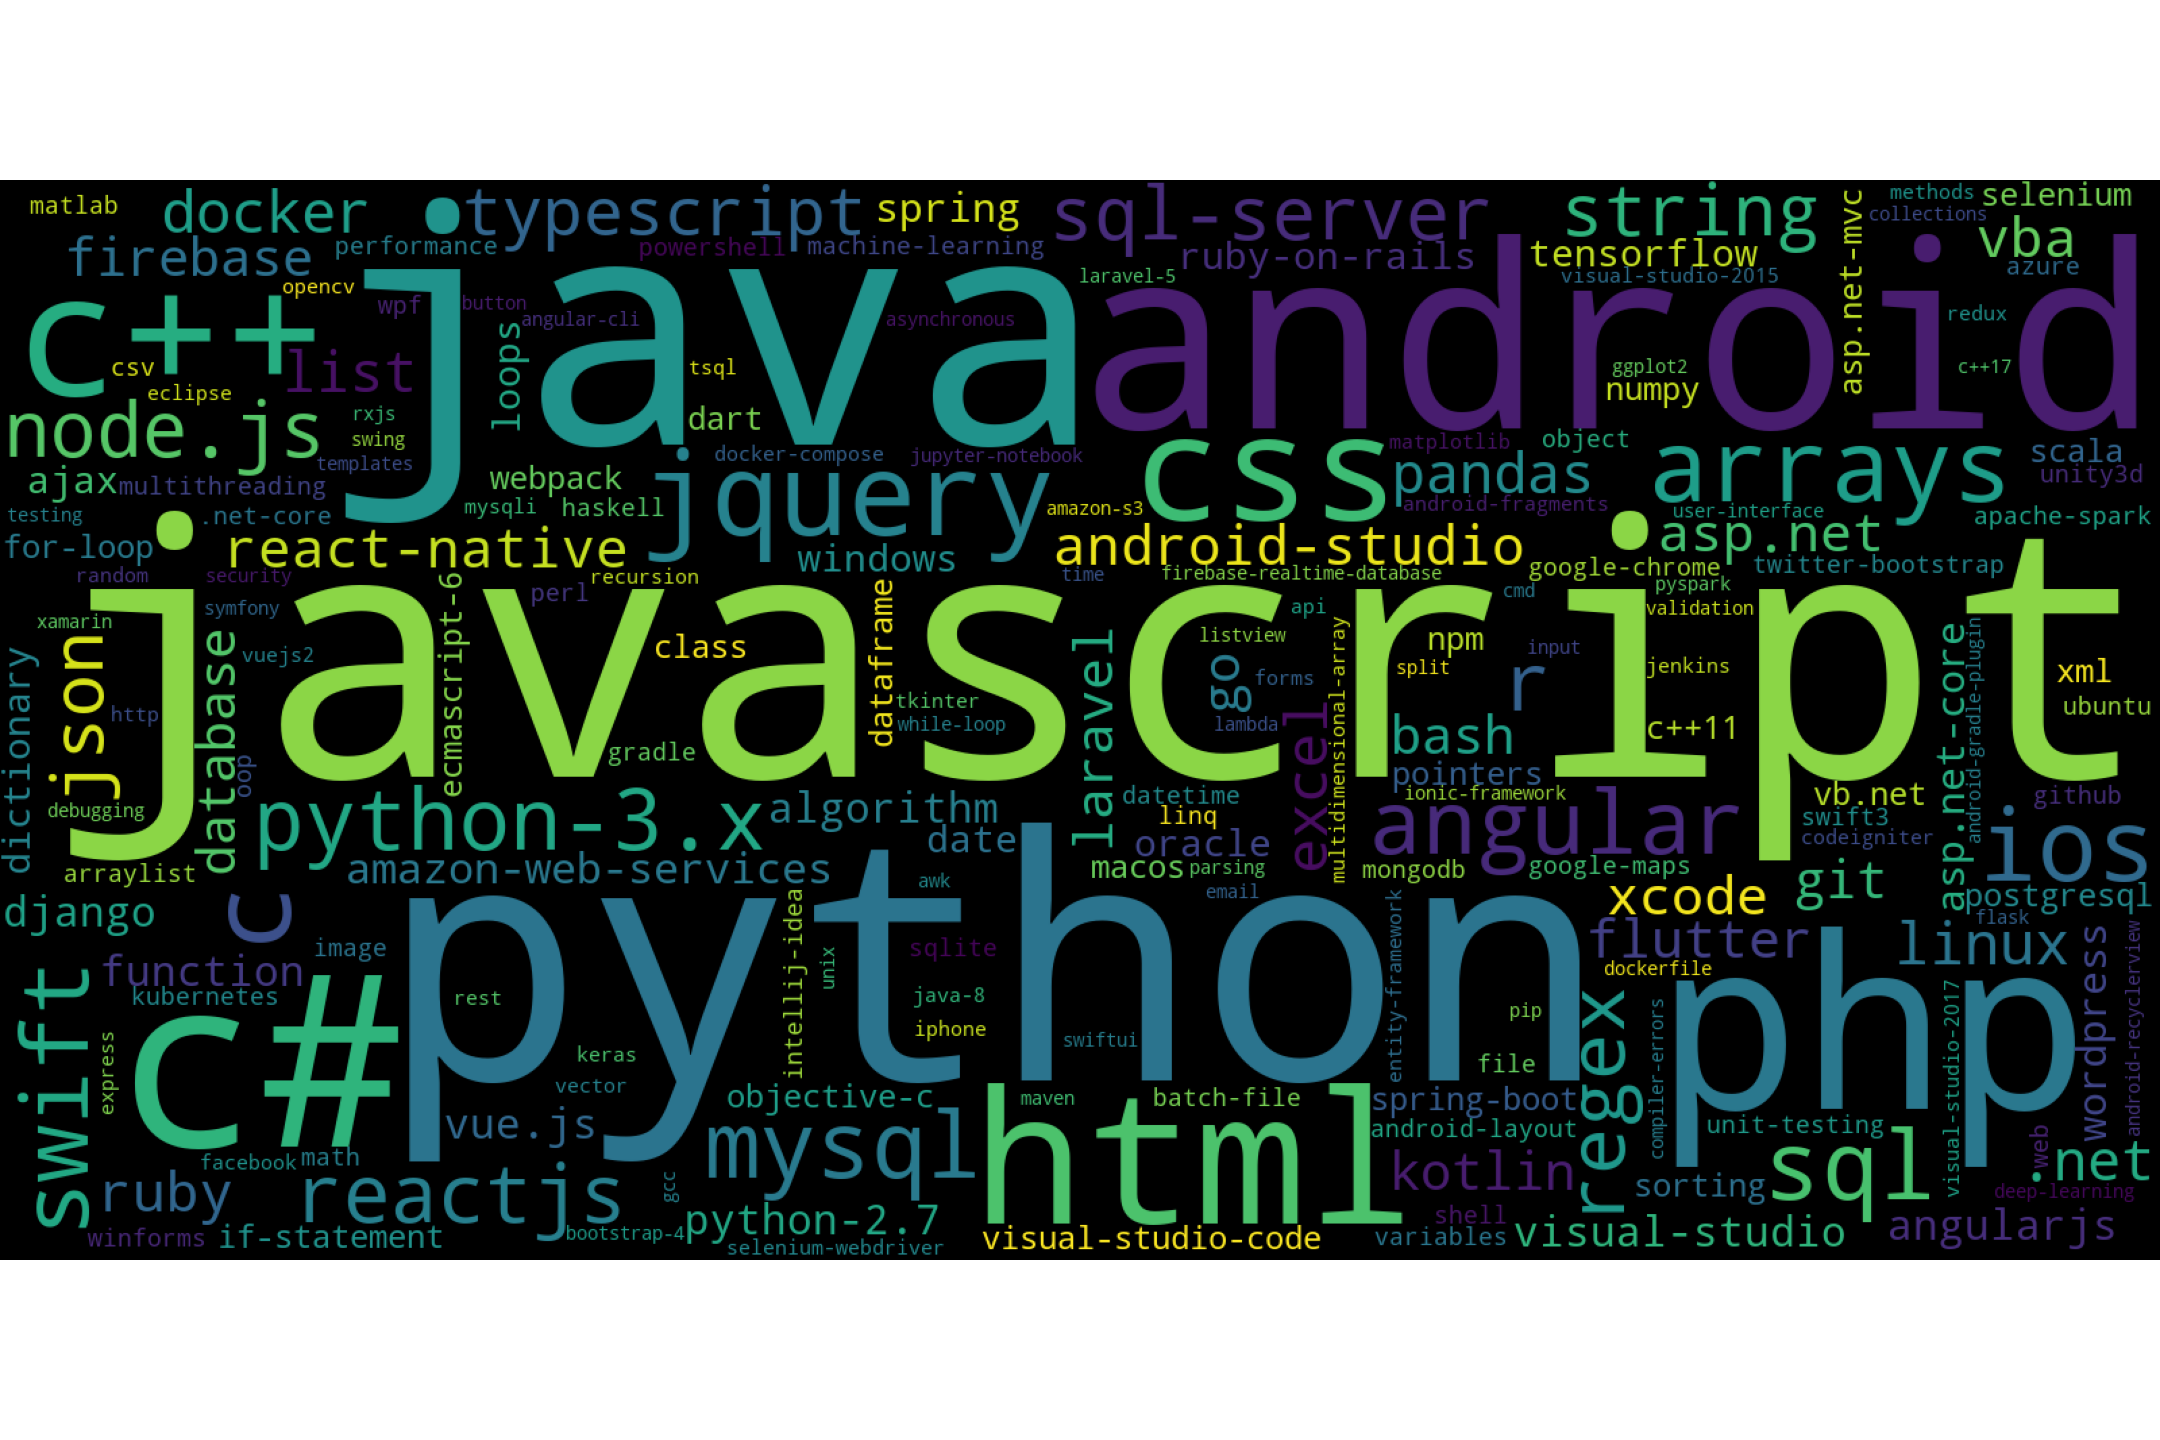 matlab
docker
typescript
spring
sql-server
string
asp.net-mvc
methods
collections
selenium
firebase
performance
powershell
machine-learning
ruby-on-rails
tensorflow
vba
opencv
java
laravel-5
visual-studio-2015
azure
c++
wpf
button
angular-cli
asynchronous
android
redux
csv
list
loops
tsql
ggplot2
numpy
c++17
eclipse
node.js
rxjs
swing
dart
css
matplotlib
object
arrays
scala
templates
docker-compose
jupyter-notebook
pandas
unity3d
ajax
multithreading
webpack
jquery
testing
.net-core
mysqli
haskell
amazon-s3
android-fragments
user-interface
apache-spark
for-loop
react-native
windows
android-studio
asp.net
random
security
recursion
time
firebase-realtime-database
google-chrome
twitter-bootstrap
symfony
ecmascript-6
perl
dataframe
api
cmd
pyspark
validation
xamarin
javascript
json
database
vuejs2
class
laravel
listview
multidimensional-array
npm
input
asp.net-core
android-gradle-plugin
dictionary
go
forms
split
r
jenkins
xml
http
tkinter
while-loop
lambda
excel
bash
c++11
ubuntu
oop
gradle
pointers
debugging
python-3.x
algorithm
datetime
linq
ionic-framework
angular
vb.net
github
date
oracle
swift3
codeigniter
ios
arraylist
amazon-web-services
awk
macos
parsing
mongodb
google-maps
django
c
email
xcode
git
postgresql
flask
function
image
intellij-idea
python
sqlite
entity-framework
flutter
linux
wordpress
android-recyclerview
swift
kubernetes
rest
unix
java-8
dockerfile
php
visual-studio-2017
c#
iphone
pip
regex
compiler-errors
express
keras
swiftui
file
vector
objective-c
maven
batch-file
spring-boot
vue.js
mysql
html
android-layout
unit-testing
web
facebook
math
gcc
kotlin
sql
.net
ruby
reactjs
sorting
deep-learning
winforms
if-statement
bootstrap-4
python-2.7
shell
selenium-webdriver
visual-studio-code
variables
visual-studio
angularjs